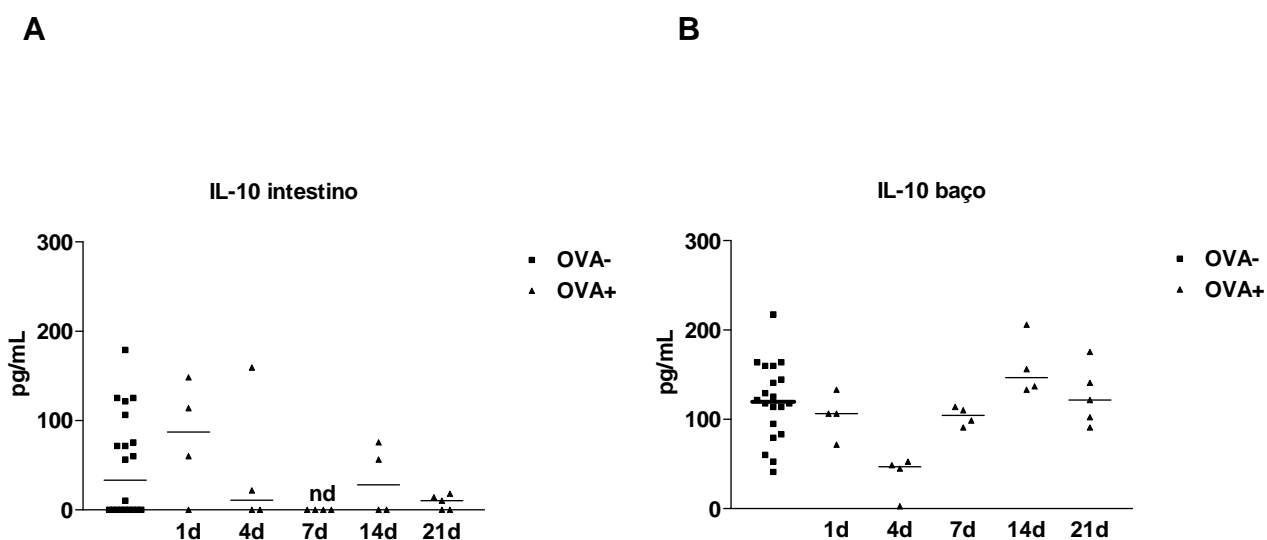 A
IL-10 intestino
300
200
100
0
pg/mL
nd
1d 4d 7d 14d 21d
OVA-
OVA+
B
IL-10 baço
300
200
100
0
pg/mL
1d 4d 7d 14d 21d
OVA-
OVA+